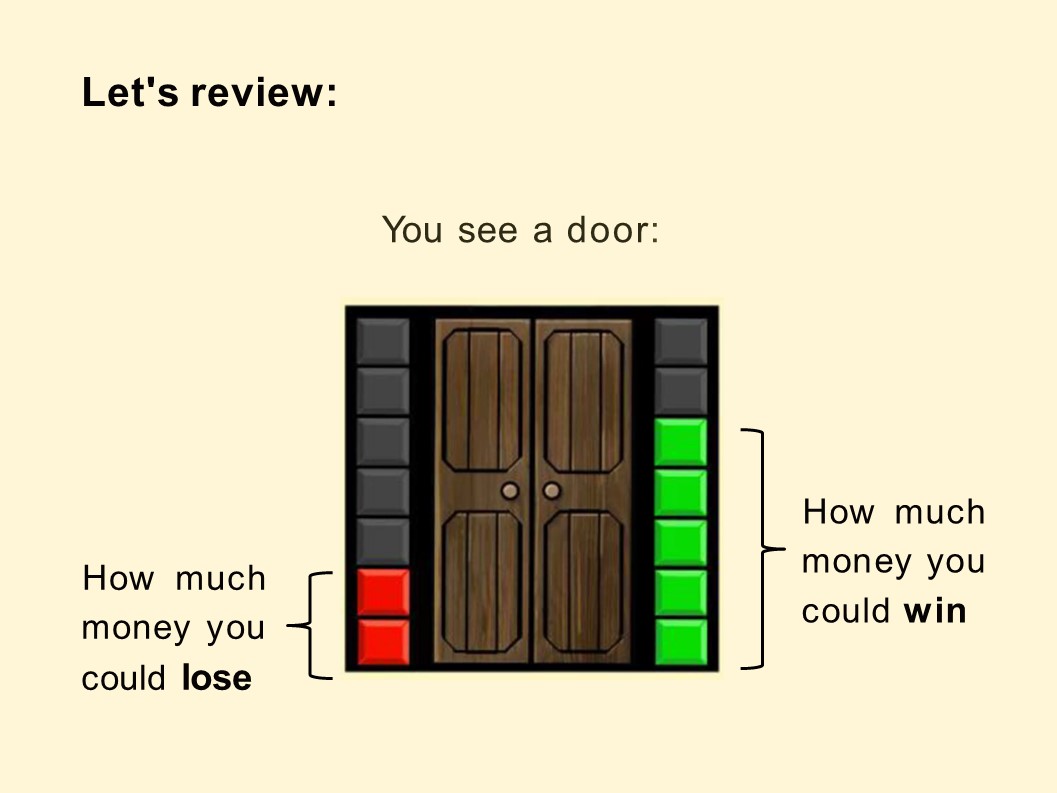 Let's review:
You see a door:
How much
money you
could lose
How much
money you
could win